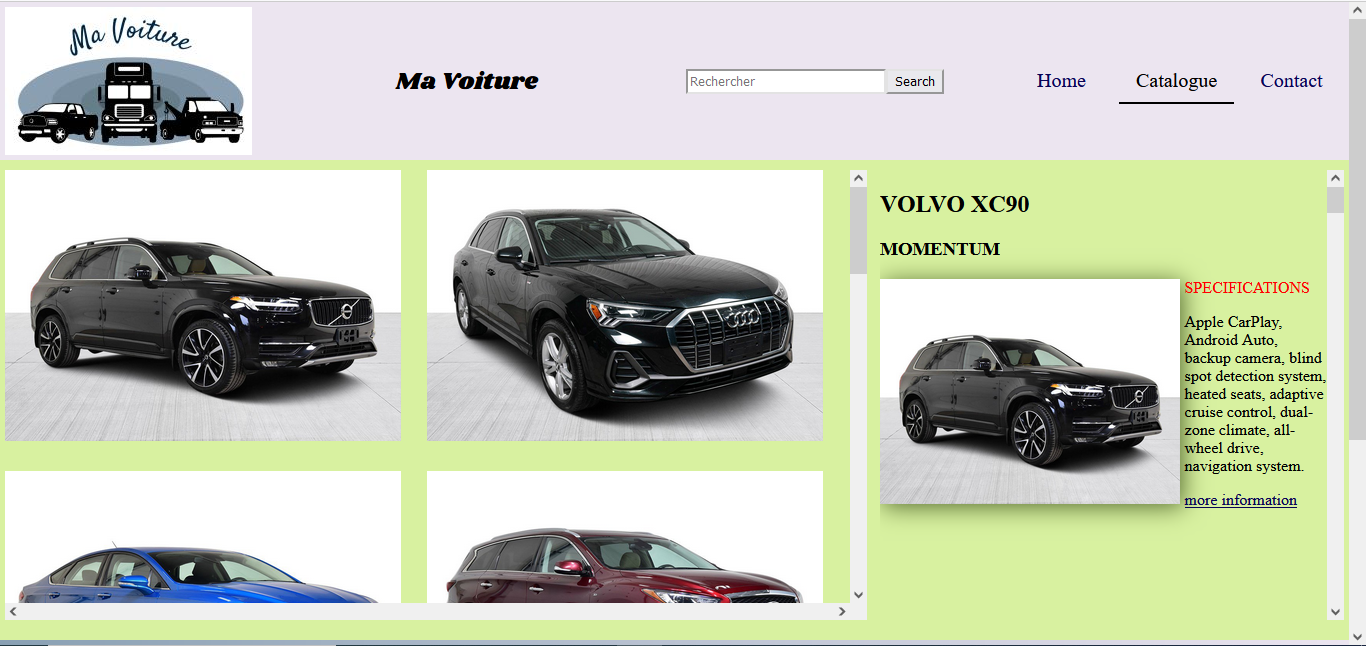 Ma Voiture
Ma Voiture
Rechercher
Search
Home
Catalogue
Contact
VOLVO XC90
MOMENTUM
SPECIFICATIONS
Apple CarPlay,
Android Auto,
backup camera, blind
spot detection system,
heated seats, adaptive
cruise control, dual-
zone climate, all-
wheel drive,
navigation system.
more information